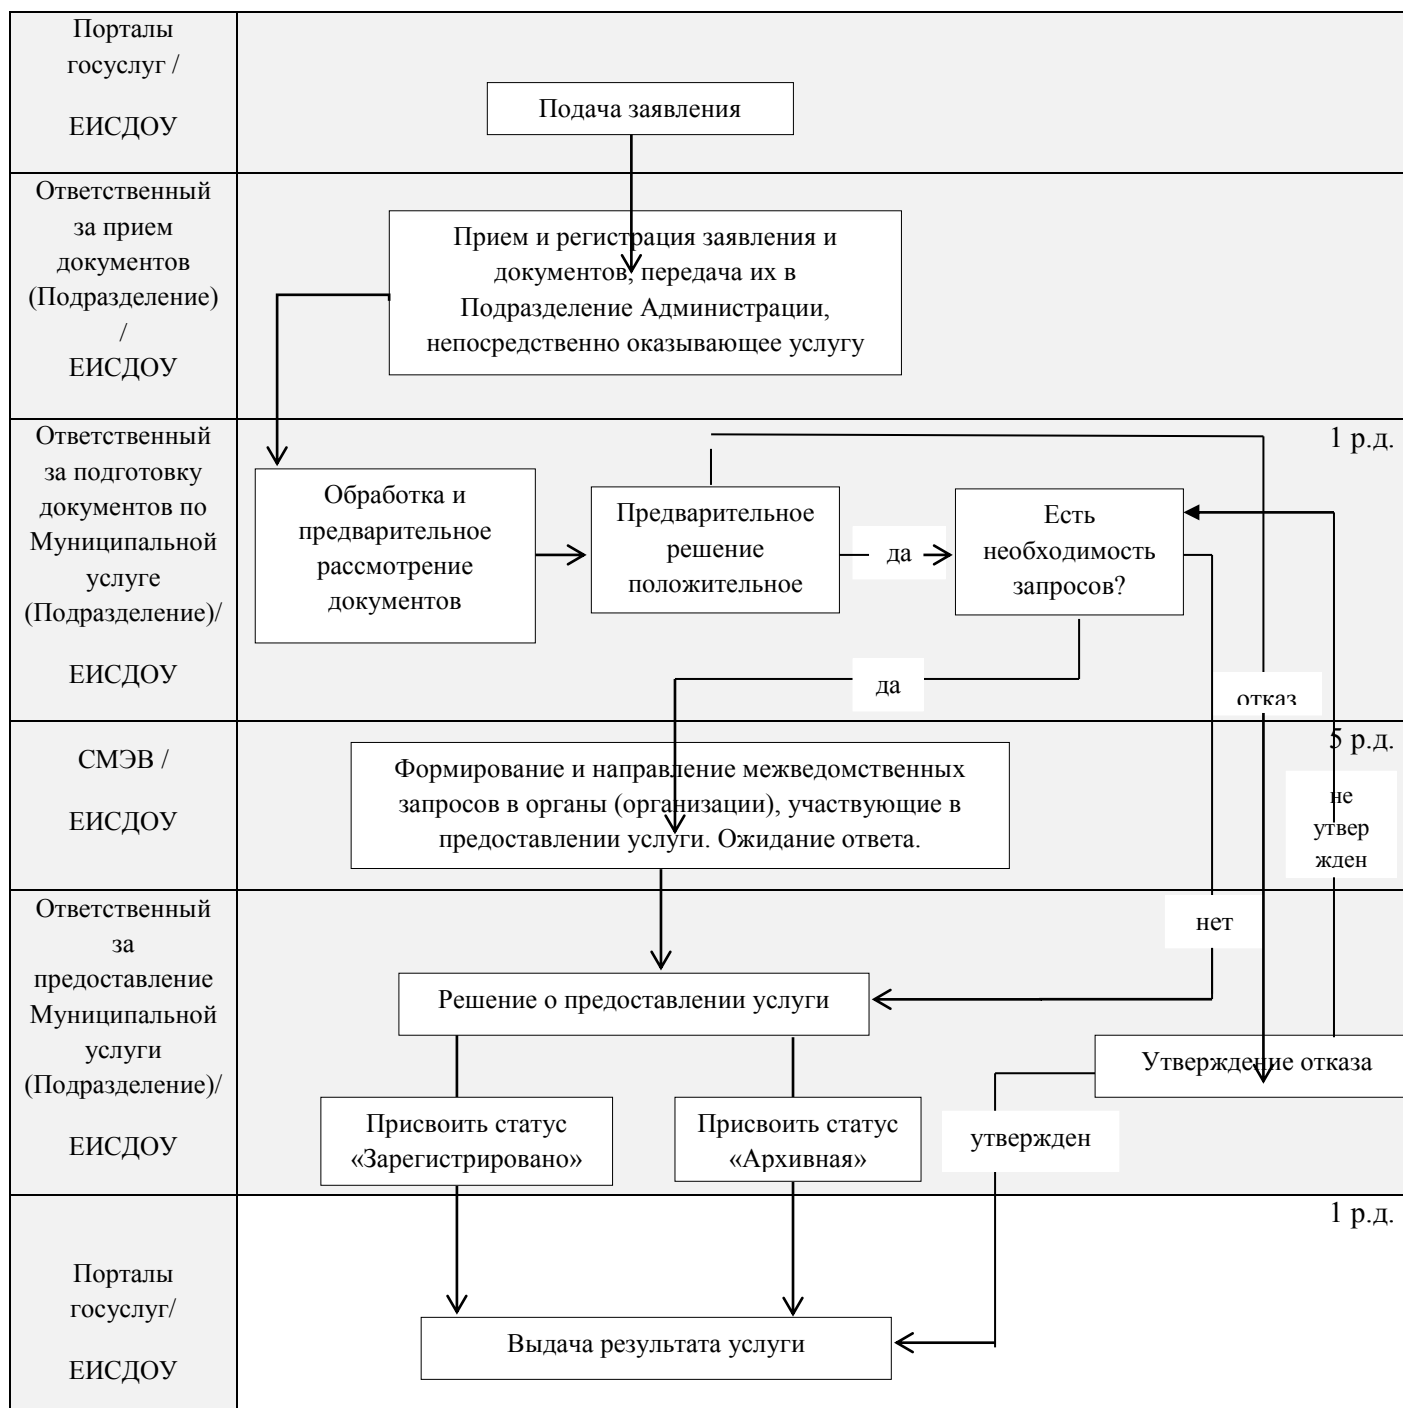 Порталы
госуслуг /
ЕИСДОУ
Подача заявления
Ответственный
за прием
документов
(Подразделение)
/
ЕИСДОУ
Прием и регистрация заявления и
документов, передача их в
Подразделение Администрации,
непосредственно оказывающее услугу
Ответственный
за подготовку
документов по
Муниципальной
услуге
(Подразделение)/
ЕИСДОУ
1 р.д.
Обработка и
предварительное
рассмотрение
документов
Предварительное
решение
положительное
да
Есть
необходимость
запросов?
да
отказ
СМЭВ /
ЕИСДОУ
5 р.д.
Формирование и направление межведомственных
запросов в органы (организации), участвующие в
предоставлении услуги. Ожидание ответа.
не
утвер
жден
Ответственный
за
предоставление
Муниципальной
услуги
(Подразделение)/
ЕИСДОУ
нет
Решение о предоставлении услуги
Утверждение отказа
Присвоить статус
«Зарегистрировано»
Присвоить статус
«Архивная»
утвержден
Порталы
госуслуг/
ЕИСДОУ
1 р.д.
Выдача результата услуги